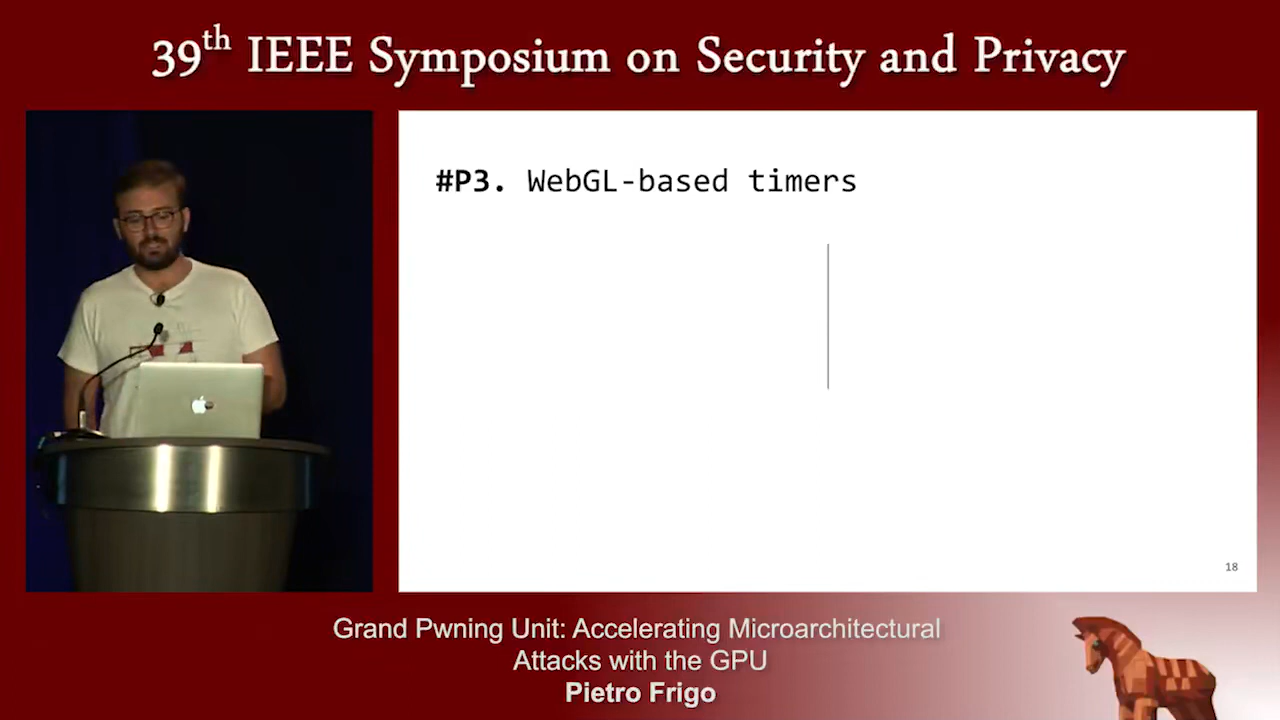 39th IEEE Symposium on Security and Privacy
#P3. WebGL-based timers
18
Grand Pwning Unit: Accelerating Microarchitectural
Attacks with the GPU
Pietro Frigo